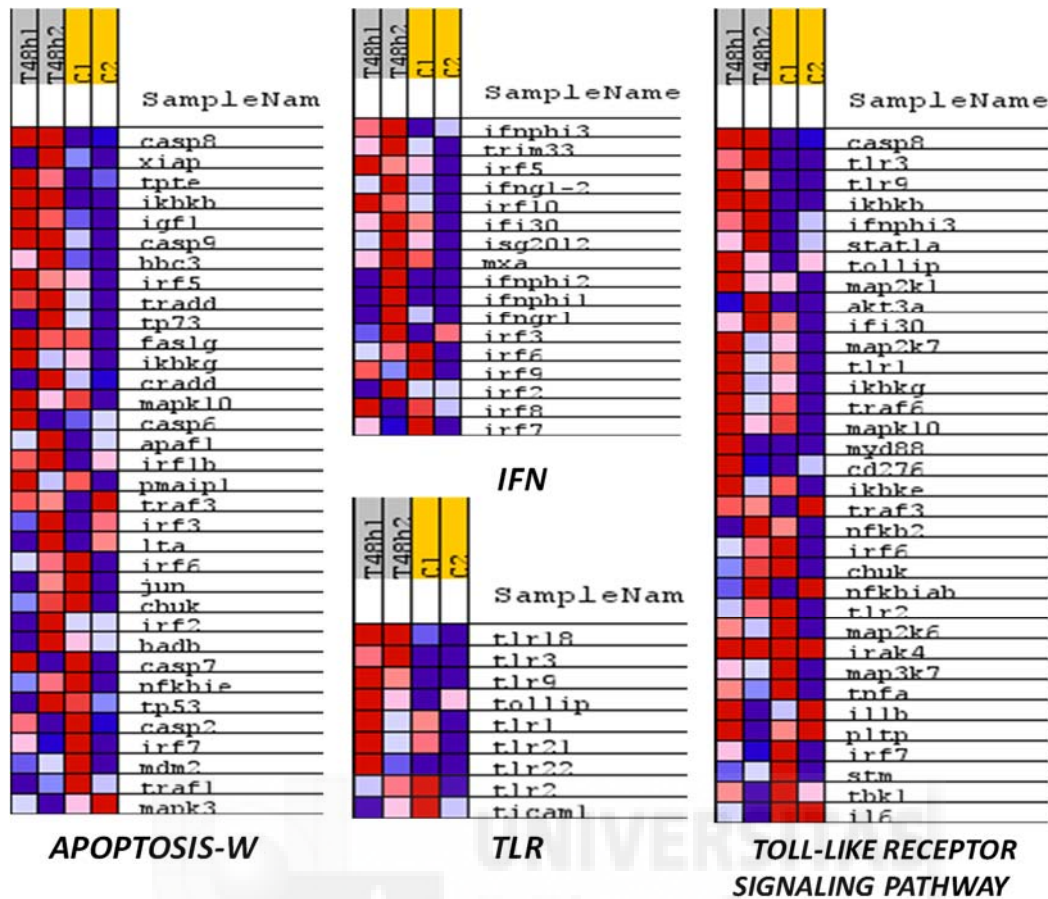 T48h1 T48h2 C1 C2
SampleNam
casp8
xiap
tpte
ikbkb
igf1
casp9
bbc3
irf5
tradd
tp73
faslg
ikbkg
cradd
mapk10
casp6
apaf1
irf1b
pmaip1
traf3
irf3
lta
irf6
jun
chuk
irf2
badb
casp7
nfkbie
tp53
casp2
irf7
mdm2
traf1
mapk3
APOPTOSIS-W
T48h1 T48h2 C1 C2
SampleName
ifnphi3
trim33
irf5
ifng1-2
irf10
ifi30
isg2012
mxa
ifnphi2
ifnphi1
ifngr1
irf3
irf6
irf9
irf2
irf8
irf7
IFN
T48h1 T48h2 C1 C2
SampleNam
tlr18
tlr3
tlr9
tollip
tlr1
tlr21
tlr22
tlr2
ticam1
TLR
T48h1 T48h2 C1 C2
SampleName
casp8
tlr3
tlr9
ikbkb
ifnphi3
stat1a
tollip
map2k1
akt3a
ifi30
map2k7
tlr1
ikbkg
traf6
mapk10
myd88
cd276
ikbke
traf3
nfkb2
irf6
chuk
nfkbiab
tlr2
map2k6
irak4
map3k7
tnfa
il1b
pltp
irf7
stm
tbk1
il6
TOLL-LIKE RECEPTOR
SIGNALING PATHWAY